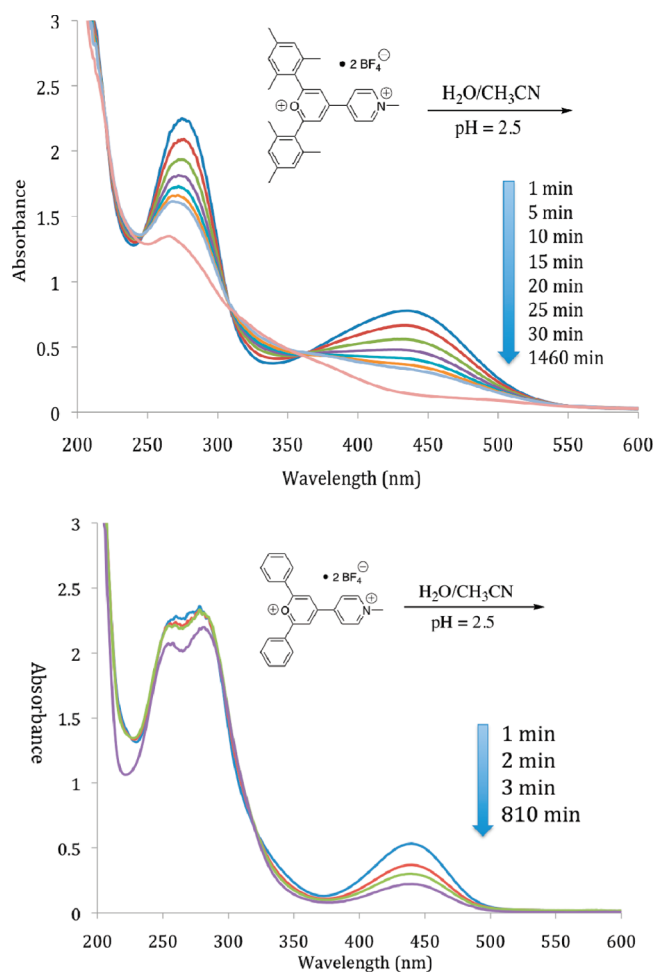 3
2.5
2
1.5
1
0.5
0
Absorbance
200 250 300 350 400 450 500 550 600
Wavelength (nm)
• 2 BF4⊖
⊕O
⊕
N
H2O/CH3CN
pH = 2.5
1 min
5 min
10 min
15 min
20 min
25 min
30 min
1460 min
3
2.5
2
1.5
1
0.5
0
Absorbance
200 250 300 350 400 450 500 550 600
Wavelength (nm)
• 2 BF4⊖
⊕O
⊕
N
H2O/CH3CN
pH = 2.5
1 min
2 min
3 min
810 min